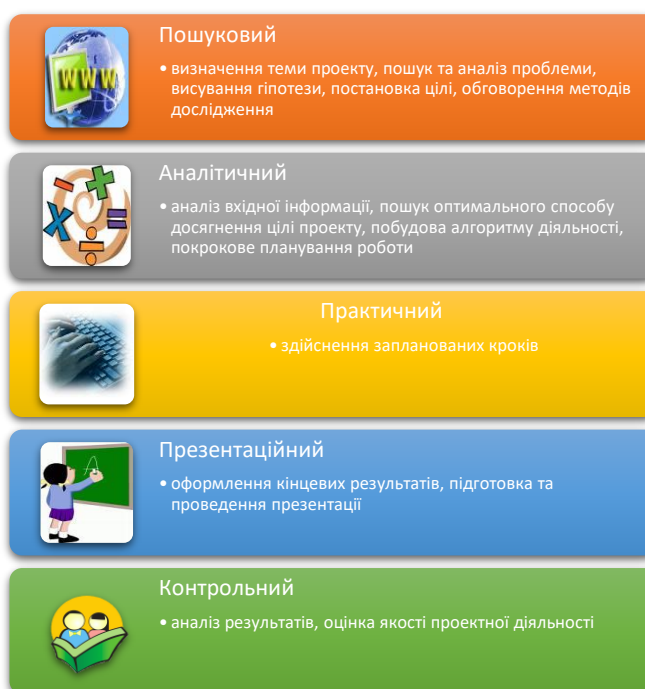 Пошуковий
• визначення теми проекту, пошук та аналіз проблеми,
висування гіпотези, постановка цілі, обговорення методів
дослідження
WWW
Аналітичний
• аналіз вхідної інформації, пошук оптимального способу
досягнення цілі проекту, побудова алгоритму діяльності,
покрокове планування роботи
Практичний
• здійснення запланованих кроків
Презентаційний
• оформлення кінцевих результатів, підготовка та
проведення презентації
A
Контрольний
• аналіз результатів, оцінка якості проектної діяльності